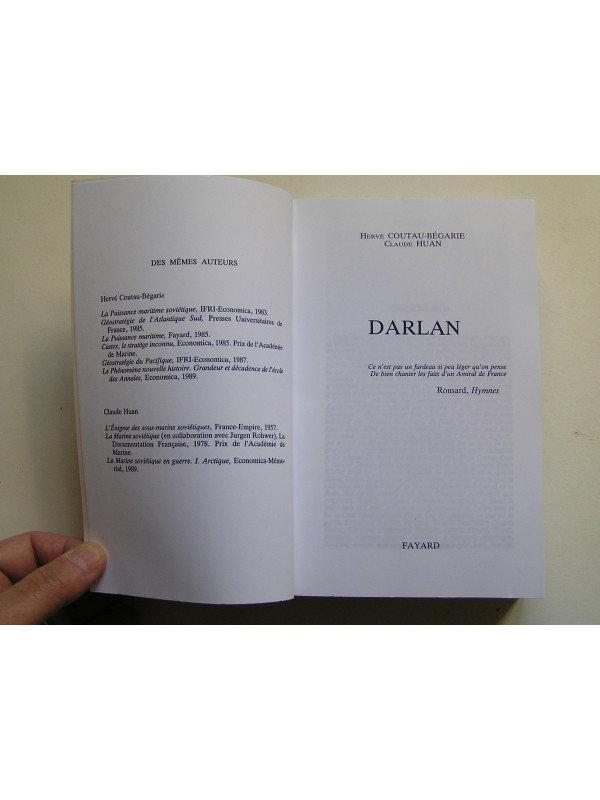 DES MÊMES AUTEURS
Hervé Coutau-Bégarie
La Puissance maritime soviétique, IFRI-Economica, 1983.
Géostratégie de l'Atlantique Sud, Presses Universitaires de
France, 1985.
La Puissance maritime, Fayard, 1985.
Castex, le stratège inconnu, Economica, 1985. Prix de l'Académie
de Marine.
Géostratégie du Pacifique, IFRI-Economica, 1987.
Le Phénomène nouvelle histoire. Grandeur et décadence de l'école
des Annales, Economica, 1989.
Claude Huan
L'Énigme des sous-marins soviétiques, France-Empire, 1957.
La Marine soviétique (en collaboration avec Jurgen Rohwer), La
Documentation Française, 1978. Prix de l'Académie de
Marine.
La Marine soviétique en guerre. I. Arctique, Economica-Mémo-
rial, 1989.
HERVÉ COUTAU-BÉGARIE
CLAUDE HUAN
DARLAN
Ce n'est pas un fardeau si peu léger qu'on pense
De bien chanter les faits d'un Amiral de France
Ronsard, Hymnes
FAYARD